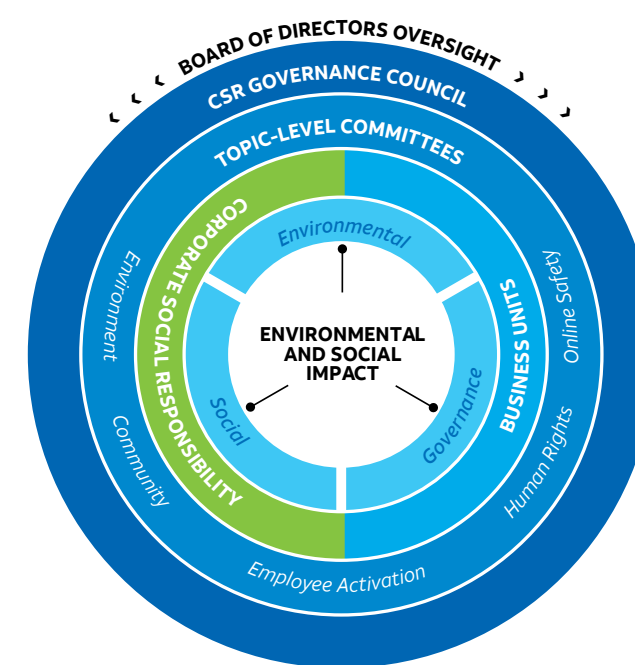 BOARD OF DIRECTORS OVERSIGHT
CSR GOVERNANCE COUNCIL
TOPIC-LEVEL COMMITTEES
CORPORATE SOCIAL RESPONSIBILITY
BUSINESS UNITS
Environmental
Social
Governance
ENVIRONMENTAL
AND SOCIAL
IMPACT
Environment
Community
Employee Activation
Human Rights
Online Safety